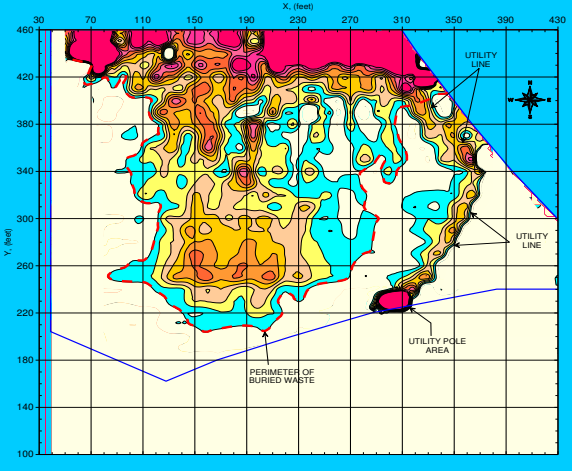 X, (feet)
30 70 110 150 190 230 270 310 350 390 430
460
420
380
340
300
260
220
180
140
100
Y, (feet)
UTILITY
LINE
N
W E
S
UTILITY
LINE
UTILITY POLE
AREA
PERIMETER OF
BURIED WASTE